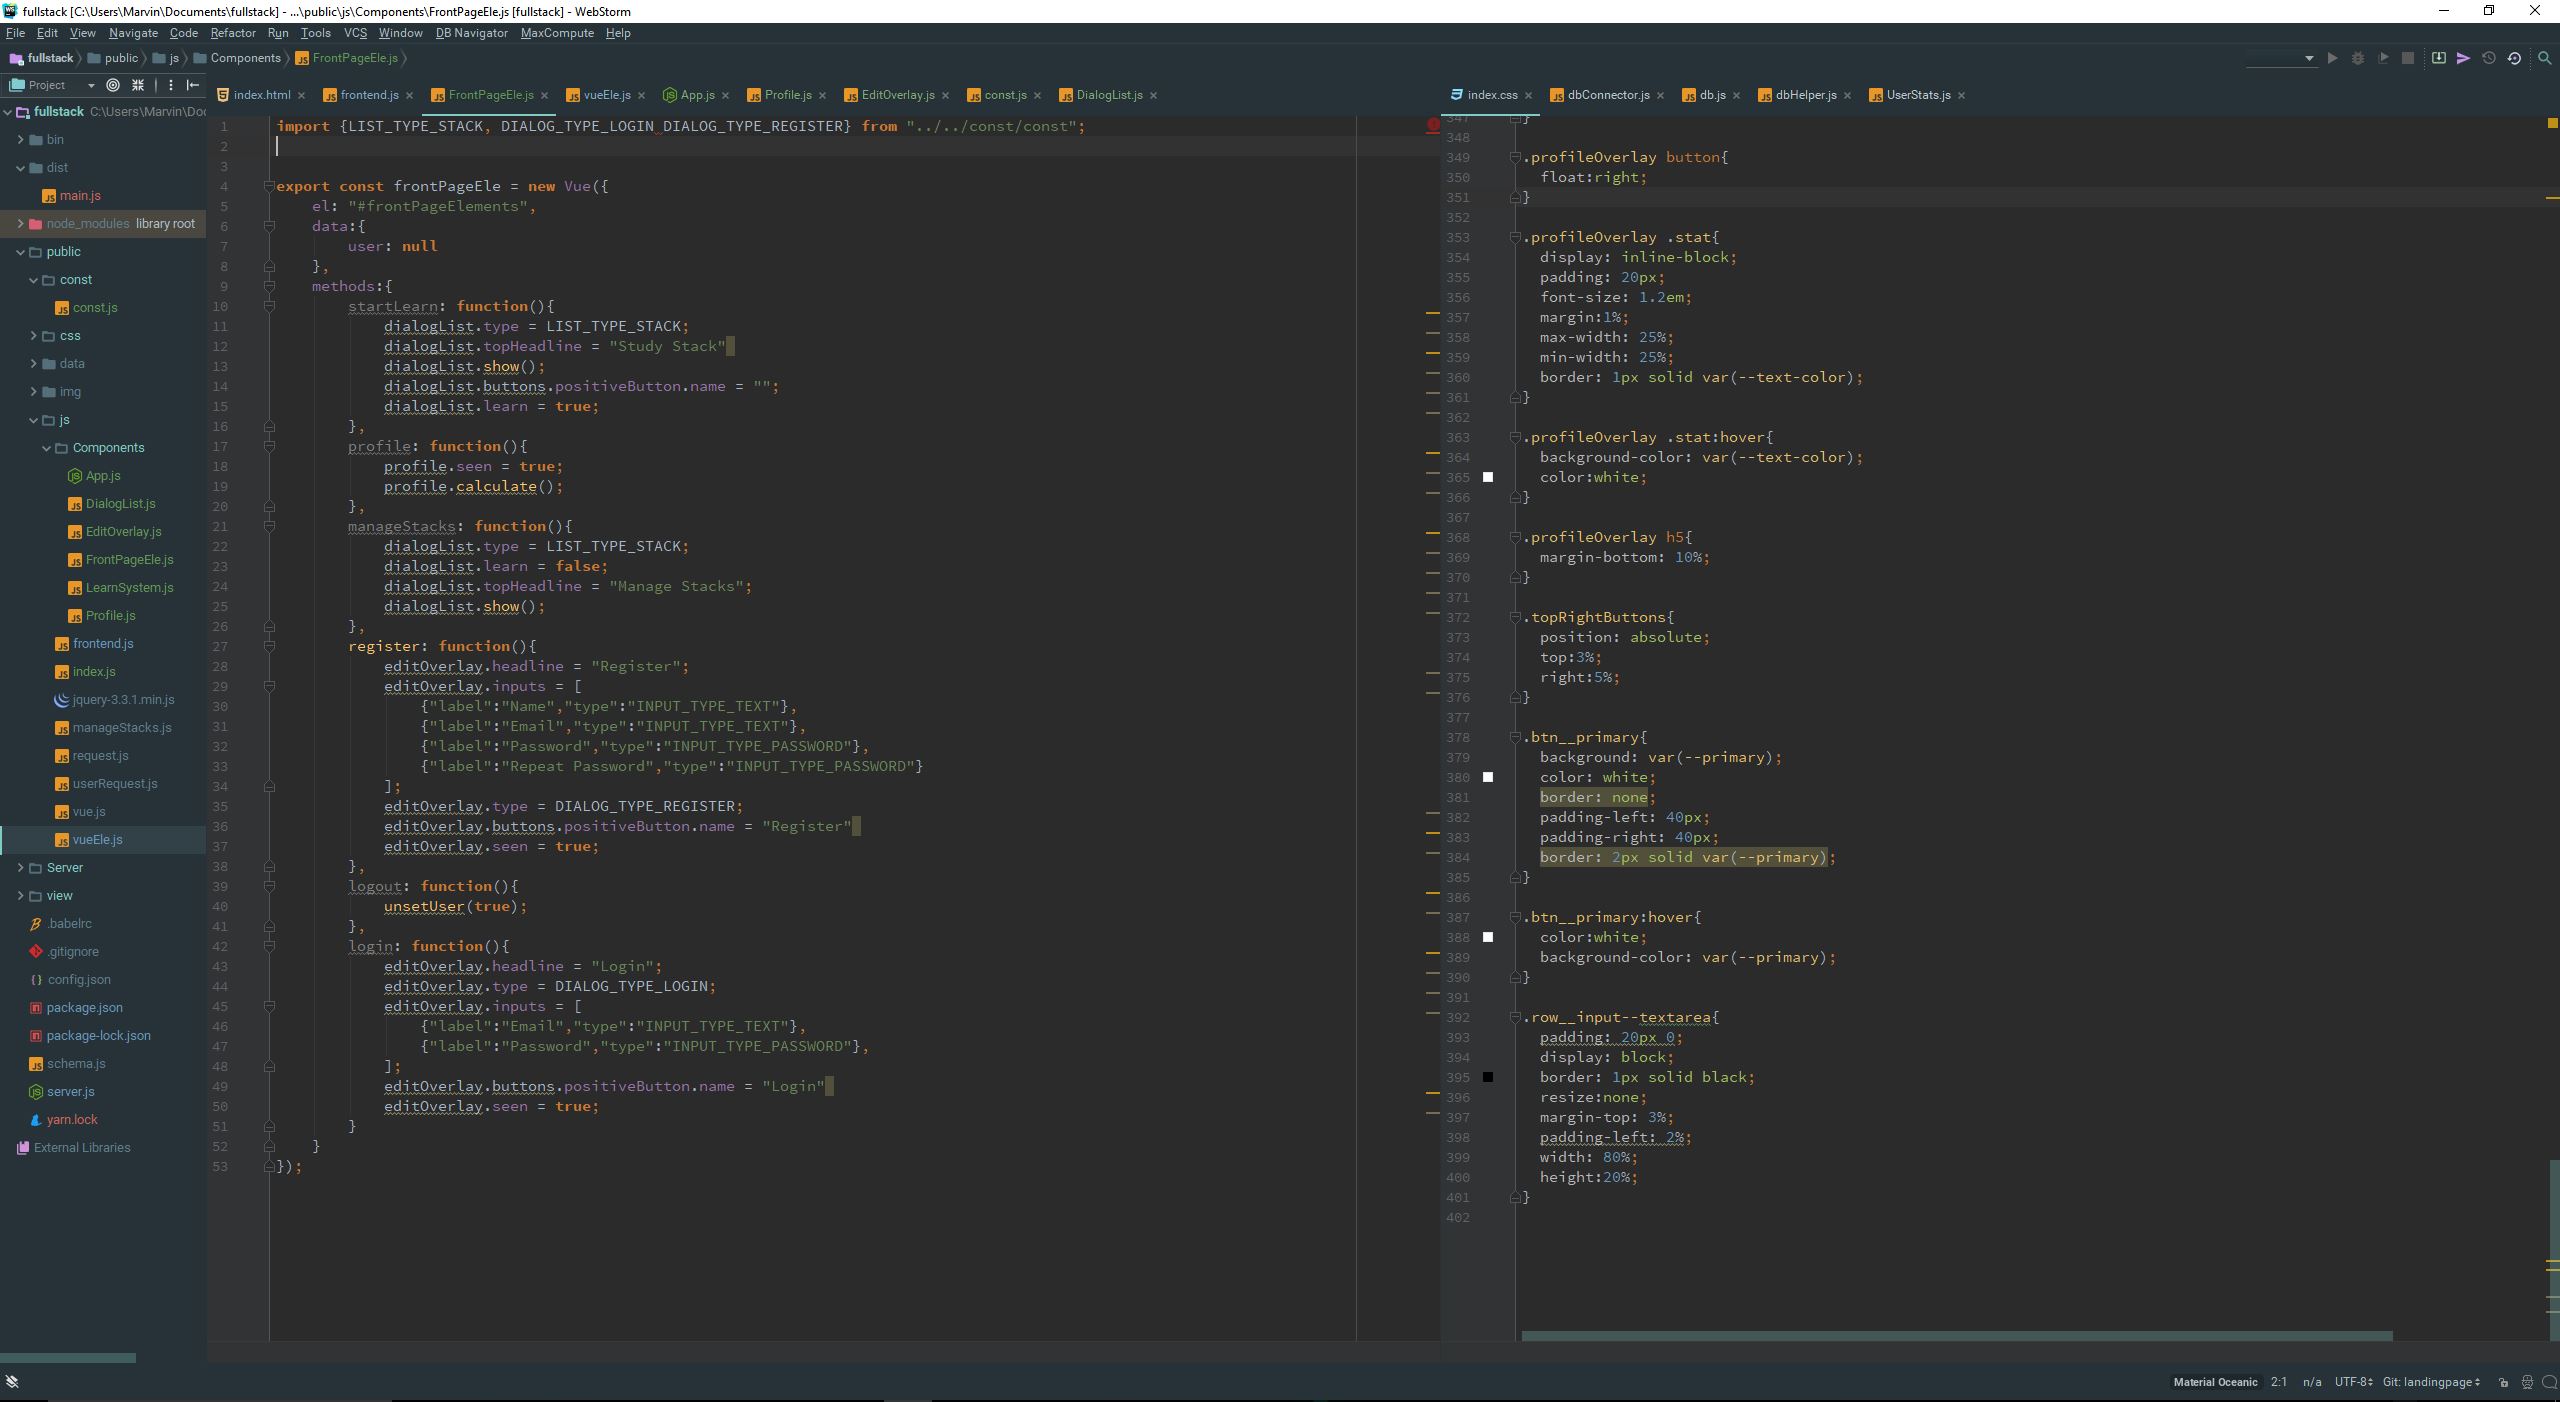 fullstack [C:\Users\Marvin\Documents\fullstack] - ...\public\js\Components\FrontPageEle.js [fullstack] - WebStorm
File Edit View Navigate Code Refactor Run Tools VCS Window DB Navigator MaxCompute Help
fullstack public js Components FrontPageEle.js
Project
index.html frontend.js FrontPageEle.js vueEle.js App.js Profile.js EditOverlay.js const.js DialogList.js
index.css dbConnector.js db.js dbHelper.js UserStats.js
fullstack C:\Users\Marvin\Doc
bin
dist
main.js
node_modules library root
public
const
const.js
css
data
img
js
Components
App.js
DialogList.js
EditOverlay.js
FrontPageEle.js
LearnSystem.js
Profile.js
frontend.js
index.js
jquery-3.3.1.min.js
manageStacks.js
request.js
userRequest.js
vue.js
vueEle.js
Server
view
.babelrc
.gitignore
config.json
package.json
package-lock.json
schema.js
server.js
yarn.lock
External Libraries
1 import {LIST_TYPE_STACK, DIALOG_TYPE_LOGIN DIALOG_TYPE_REGISTER} from "../../const/const";
2
3
4 export const frontPageEle = new Vue({
5 el: "#frontPageElements",
6 data:{
7 user: null
8 },
9 methods:{
10 startLearn: function(){
11 dialogList.type = LIST_TYPE_STACK;
12 dialogList.topHeadline = "Study Stack"
13 dialogList.show();
14 dialogList.buttons.positiveButton.name = "";
15 dialogList.learn = true;
16 },
17 profile: function(){
18 profile.seen = true;
19 profile.calculate();
20 },
21 manageStacks: function(){
22 dialogList.type = LIST_TYPE_STACK;
23 dialogList.learn = false;
24 dialogList.topHeadline = "Manage Stacks";
25 dialogList.show();
26 },
27 register: function(){
28 editOverlay.headline = "Register";
29 editOverlay.inputs = [
30 {"label":"Name","type":"INPUT_TYPE_TEXT"},
31 {"label":"Email","type":"INPUT_TYPE_TEXT"},
32 {"label":"Password","type":"INPUT_TYPE_PASSWORD"},
33 {"label":"Repeat Password","type":"INPUT_TYPE_PASSWORD"}
34 ];
35 editOverlay.type = DIALOG_TYPE_REGISTER;
36 editOverlay.buttons.positiveButton.name = "Register"
37 editOverlay.seen = true;
38 },
39 logout: function(){
40 unsetUser(true);
41 },
42 login: function(){
43 editOverlay.headline = "Login";
44 editOverlay.type = DIALOG_TYPE_LOGIN;
45 editOverlay.inputs = [
46 {"label":"Email","type":"INPUT_TYPE_TEXT"},
47 {"label":"Password","type":"INPUT_TYPE_PASSWORD"},
48 ];
49 editOverlay.buttons.positiveButton.name = "Login"
50 editOverlay.seen = true;
51 }
52 }
53 });
347 }
348
349 .profileOverlay button{
350 float:right;
351 }
352
353 .profileOverlay .stat{
354 display: inline-block;
355 padding: 20px;
356 font-size: 1.2em;
357 margin:1%;
358 max-width: 25%;
359 min-width: 25%;
360 border: 1px solid var(--text-color);
361 }
362
363 .profileOverlay .stat:hover{
364 background-color: var(--text-color);
365 color:white;
366 }
367
368 .profileOverlay h5{
369 margin-bottom: 10%;
370 }
371
372 .topRightButtons{
373 position: absolute;
374 top:3%;
375 right:5%;
376 }
377
378 .btn__primary{
379 background: var(--primary);
380 color: white;
381 border: none;
382 padding-left: 40px;
383 padding-right: 40px;
384 border: 2px solid var(--primary);
385 }
386
387 .btn__primary:hover{
388 color:white;
389 background-color: var(--primary);
390 }
391
392 .row__input--textarea{
393 padding: 20px 0;
394 display: block;
395 border: 1px solid black;
396 resize:none;
397 margin-top: 3%;
398 padding-left: 2%;
399 width: 80%;
400 height:20%;
401 }
402
Material Oceanic 2:1 n/a UTF-8 Git: landingpage